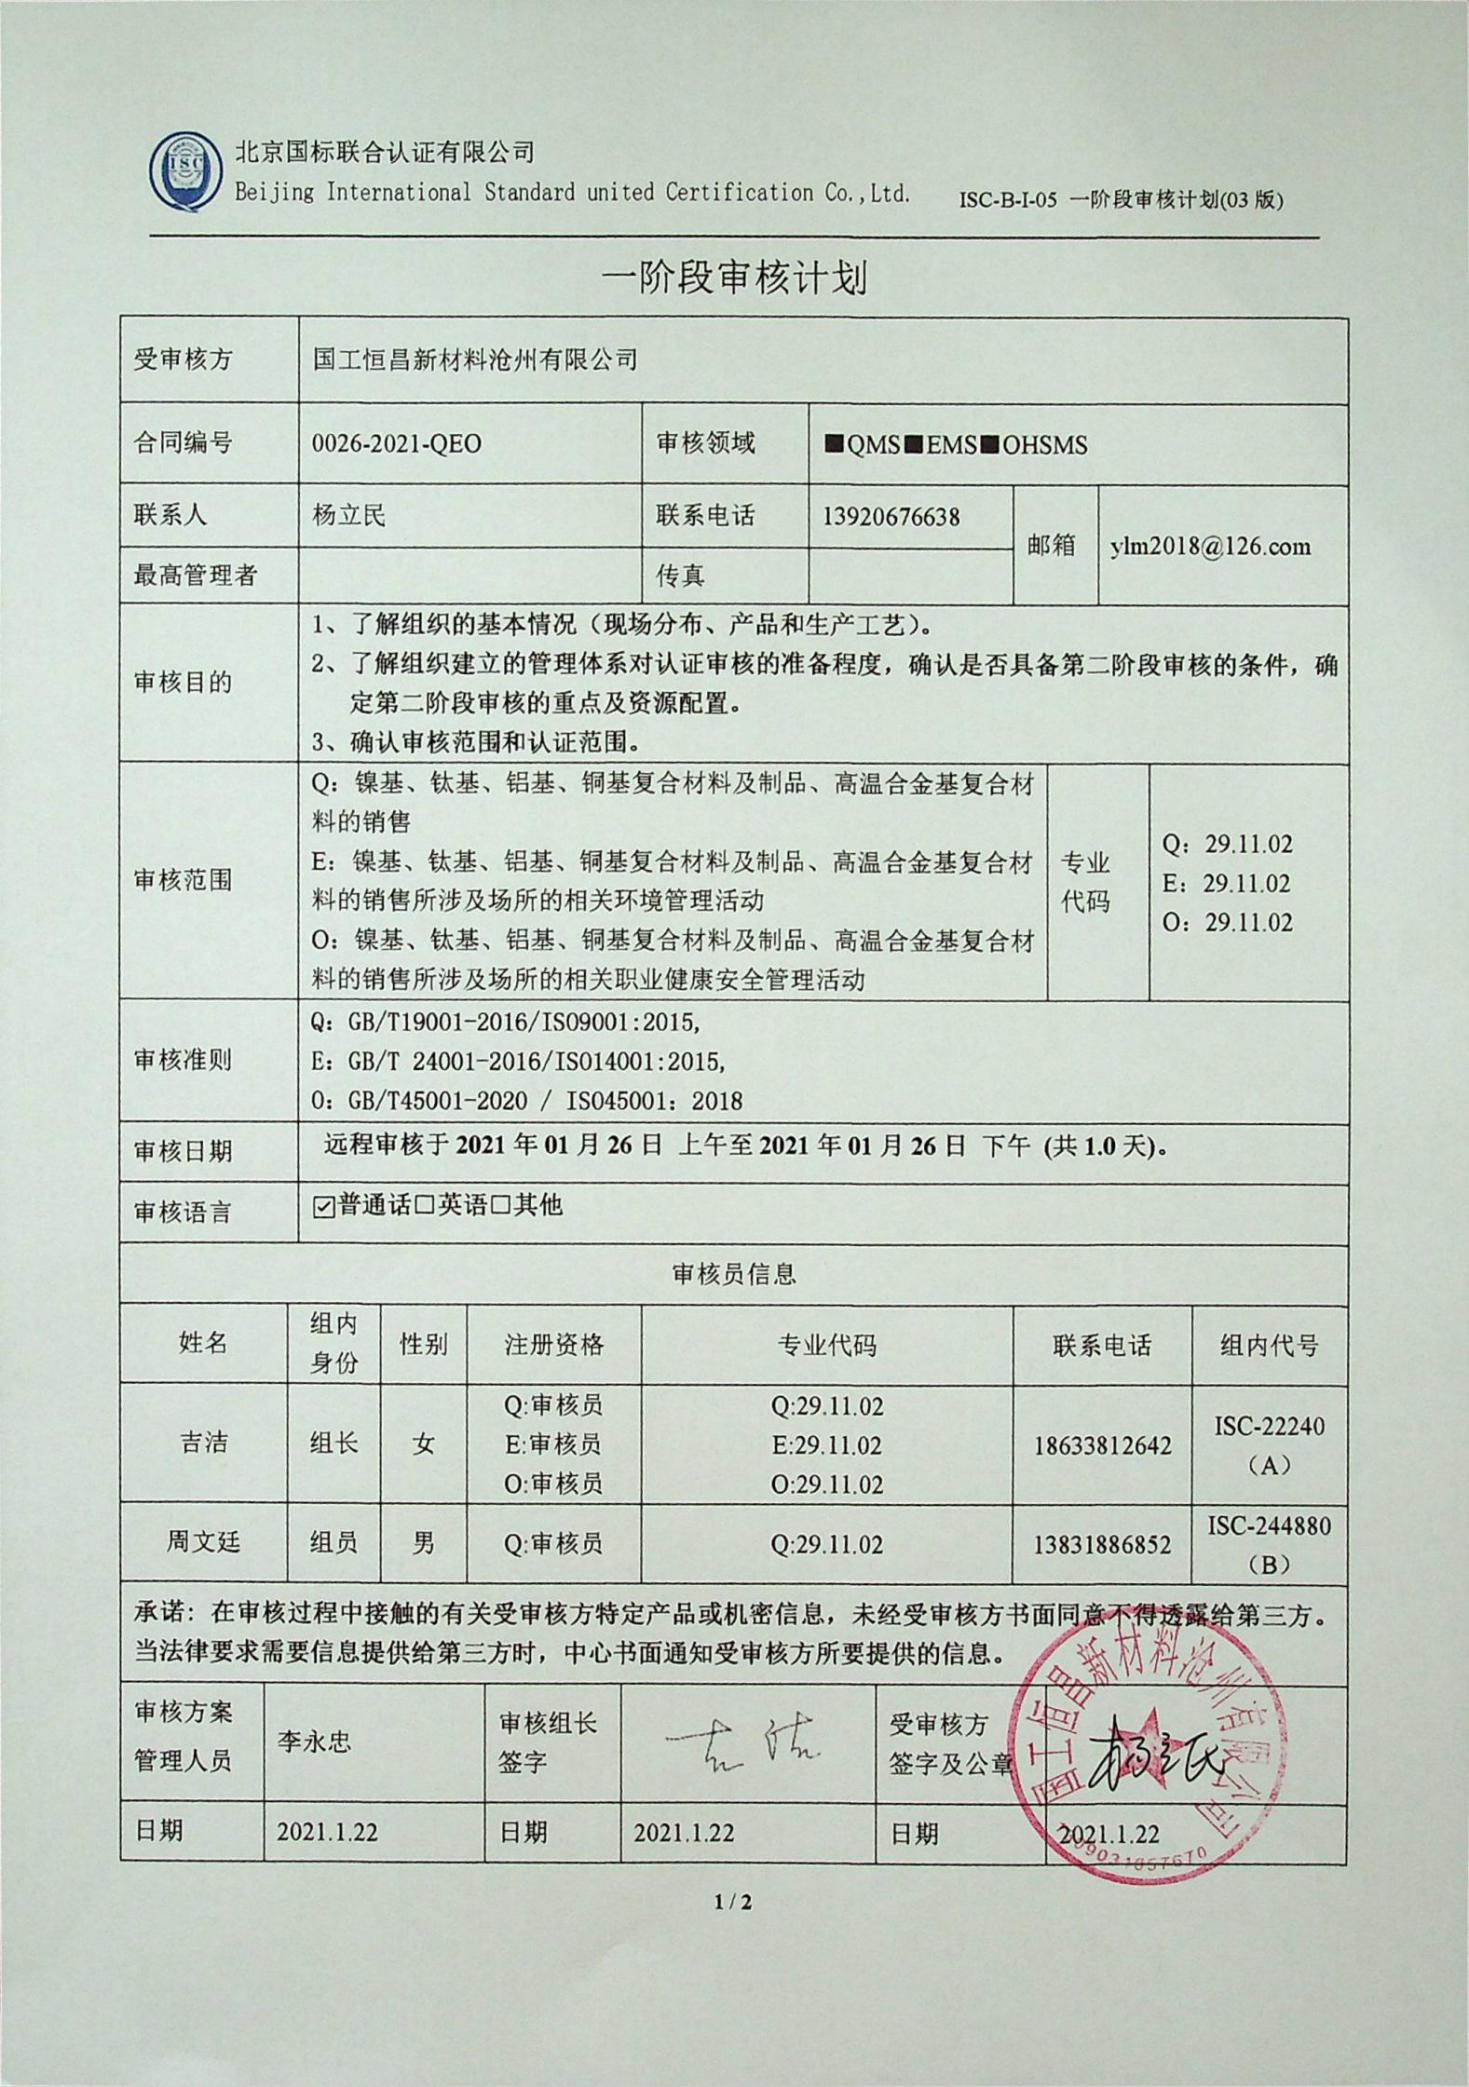 ISC
北京国标联合认证有限公司
Beijing International Standard united Certification Co.,Ltd.
ISC-B-I-05 一阶段审核计划(03 版)
一阶段审核计划
受审核方 国工恒昌新材料沧州有限公司
合同编号 0026-2021-QEO 审核领域 ■QMS■EMS■OHSMS
联系人 杨立民 联系电话 13920676638 邮箱 ylm2018@126.com
最高管理者 传真
审核目的
1、了解组织的基本情况（现场分布、产品和生产工艺）。
2、了解组织建立的管理体系对认证审核的准备程度，确认是否具备第二阶段审核的条件，确
定第二阶段审核的重点及资源配置。
3、确认审核范围和认证范围。
审核范围
Q：镍基、钛基、铝基、铜基复合材料及制品、高温合金基复合材
料的销售
E：镍基、钛基、铝基、铜基复合材料及制品、高温合金基复合材
料的销售所涉及场所的相关环境管理活动
O：镍基、钛基、铝基、铜基复合材料及制品、高温合金基复合材
料的销售所涉及场所的相关职业健康安全管理活动
专业
代码
Q：29.11.02
E：29.11.02
O：29.11.02
审核准则
Q：GB/T19001-2016/ISO9001:2015,
E：GB/T 24001-2016/ISO14001:2015,
O：GB/T45001-2020 / ISO45001：2018
审核日期 远程审核于 2021 年 01 月 26 日 上午至 2021 年 01 月 26 日 下午 (共 1.0 天)。
审核语言 ☑普通话□英语□其他
审核员信息
姓名 组内
身份 性别 注册资格 专业代码 联系电话 组内代号
吉洁 组长 女
Q:审核员
E:审核员
O:审核员
Q:29.11.02
E:29.11.02
O:29.11.02
18633812642
ISC-22240
（A）
周文廷 组员 男 Q:审核员 Q:29.11.02 13831886852
ISC-244880
（B）
承诺：在审核过程中接触的有关受审核方特定产品或机密信息，未经受审核方书面同意不得透露给第三方。
当法律要求需要信息提供给第三方时，中心书面通知受审核方所要提供的信息。
审核方案
管理人员
李永忠
审核组长
签字
吉洁
受审核方
签字及公章
杨立民
国工恒昌新材料沧州有限公司
日期 2021.1.22 日期 2021.1.22 日期 2021.1.22
1 / 2